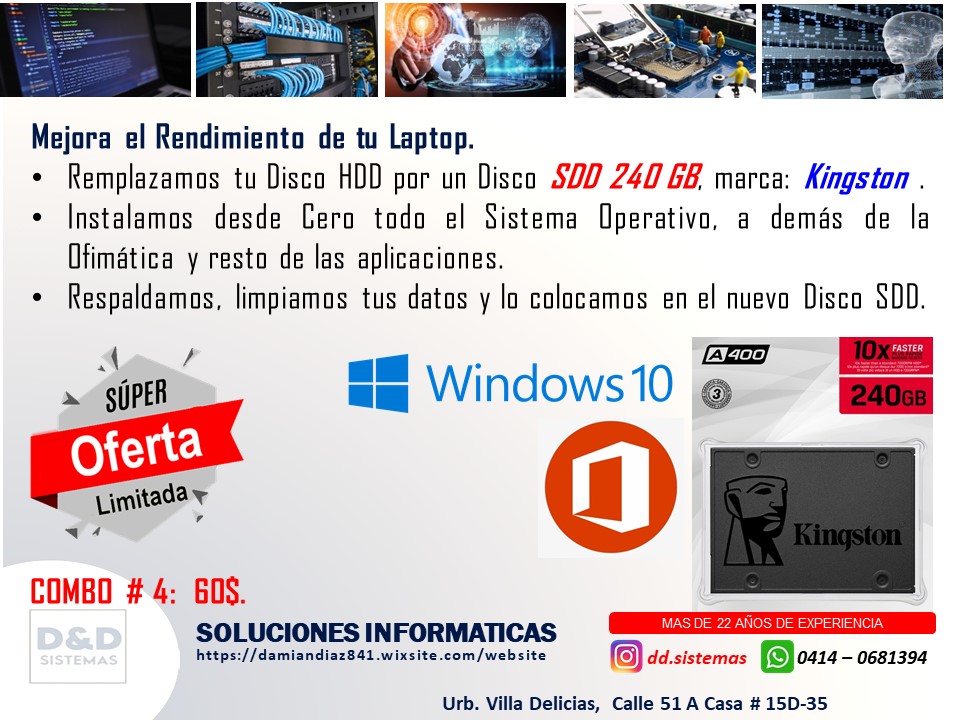 Mejora el Rendimiento de tu Laptop.
• Remplazamos tu Disco HDD por un Disco SDD 240 GB, marca: Kingston .
• Instalamos desde Cero todo el Sistema Operativo, a demás de la
Ofimática y resto de las aplicaciones.
• Respaldamos, limpiamos tus datos y lo colocamos en el nuevo Disco SDD.
SÚPER
Oferta
Limitada
Windows 10
A400
10x FASTER
3
240GB
Kingston
COMBO # 4: 60$.
D&D
SISTEMAS
SOLUCIONES INFORMATICAS
https://damiandiaz841.wixsite.com/website
MAS DE 22 AÑOS DE EXPERIENCIA
dd.sistemas
0414 – 0681394
Urb. Villa Delicias, Calle 51 A Casa # 15D-35